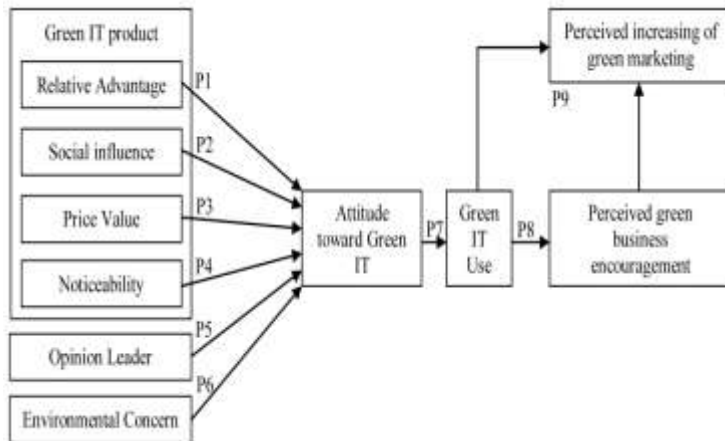 Green IT product
Relative Advantage
Social influence
Price Value
Noticeability
Opinion Leader
Environmental Concern
P1
P2
P3
P4
P5
P6
Attitude
toward Green
IT
P7
Green
IT
Use
P8
Perceived green
business
encouragement
P9
Perceived increasing of
green marketing